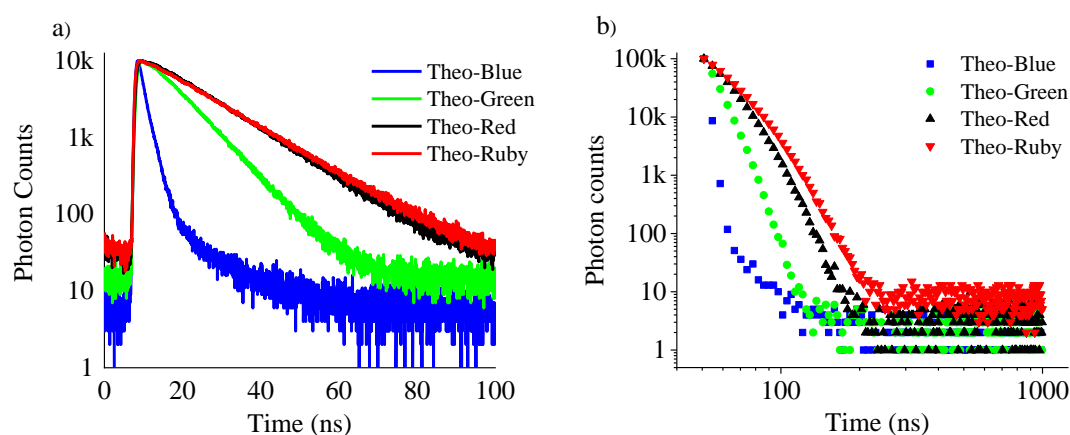 a)
10k
1k
100
10
1
0
20
40
60
80
100
Photon Counts
Time (ns)
Theo-Blue
Theo-Green
Theo-Red
Theo-Ruby
b)
100k
10k
1k
100
10
1
100
1000
Photon counts
Time (ns)
Theo-Blue
Theo-Green
Theo-Red
Theo-Ruby